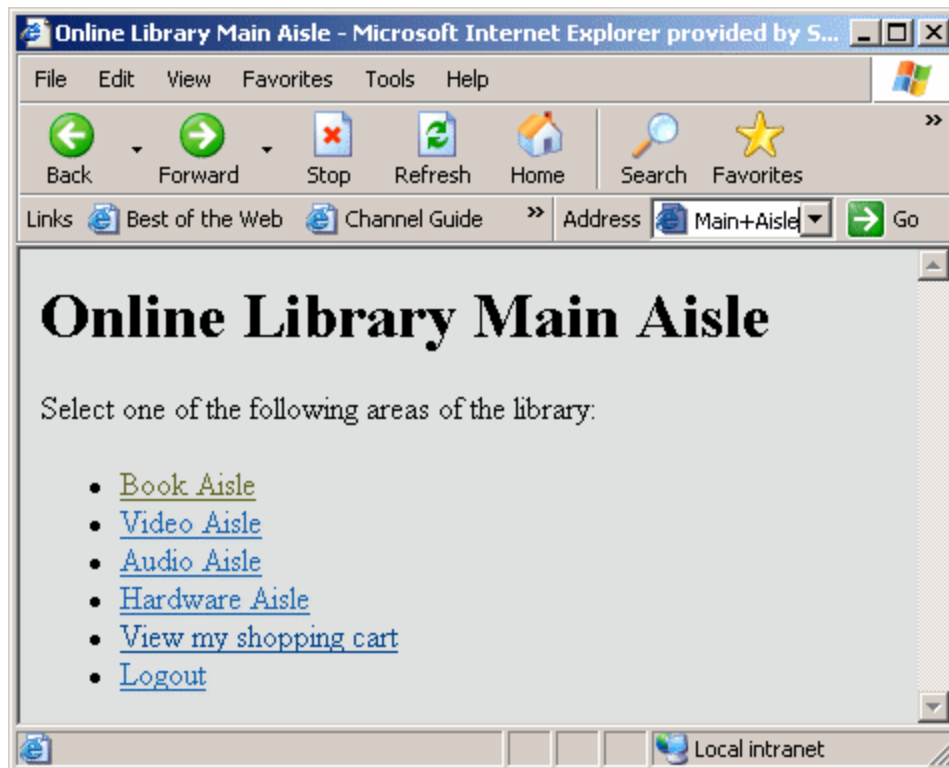 Online Library Main Aisle - Microsoft Internet Explorer provided by S...
File Edit View Favorites Tools Help
»
Back Forward Stop Refresh Home Search Favorites
Links Best of the Web Channel Guide » Address Main+Aisle Go
Online Library Main Aisle
Select one of the following areas of the library:
• Book Aisle
• Video Aisle
• Audio Aisle
• Hardware Aisle
• View my shopping cart
• Logout
Local intranet